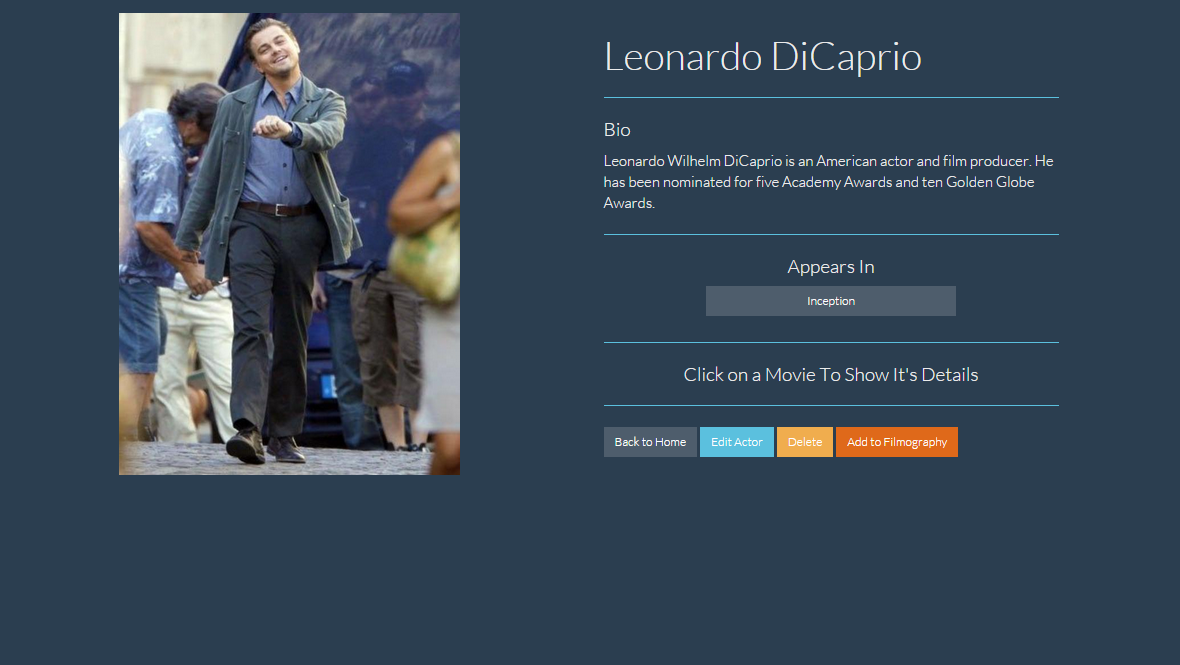 Leonardo DiCaprio
Bio
Leonardo Wilhelm DiCaprio is an American actor and film producer. He
has been nominated for five Academy Awards and ten Golden Globe
Awards.
Appears In
Inception
Click on a Movie To Show It's Details
Back to Home Edit Actor Delete Add to Filmography